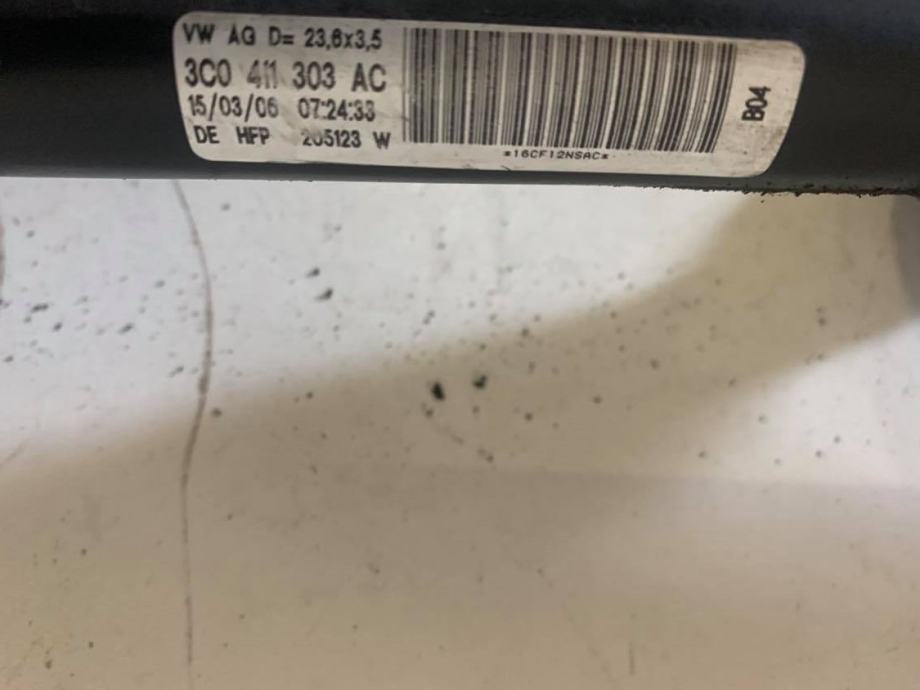 VW AG D= 23,6x3,5
3C0 411 303 AC
15/03/06 07:24:33
DE HFP 205123 W
*16CF12NSAC*
B04